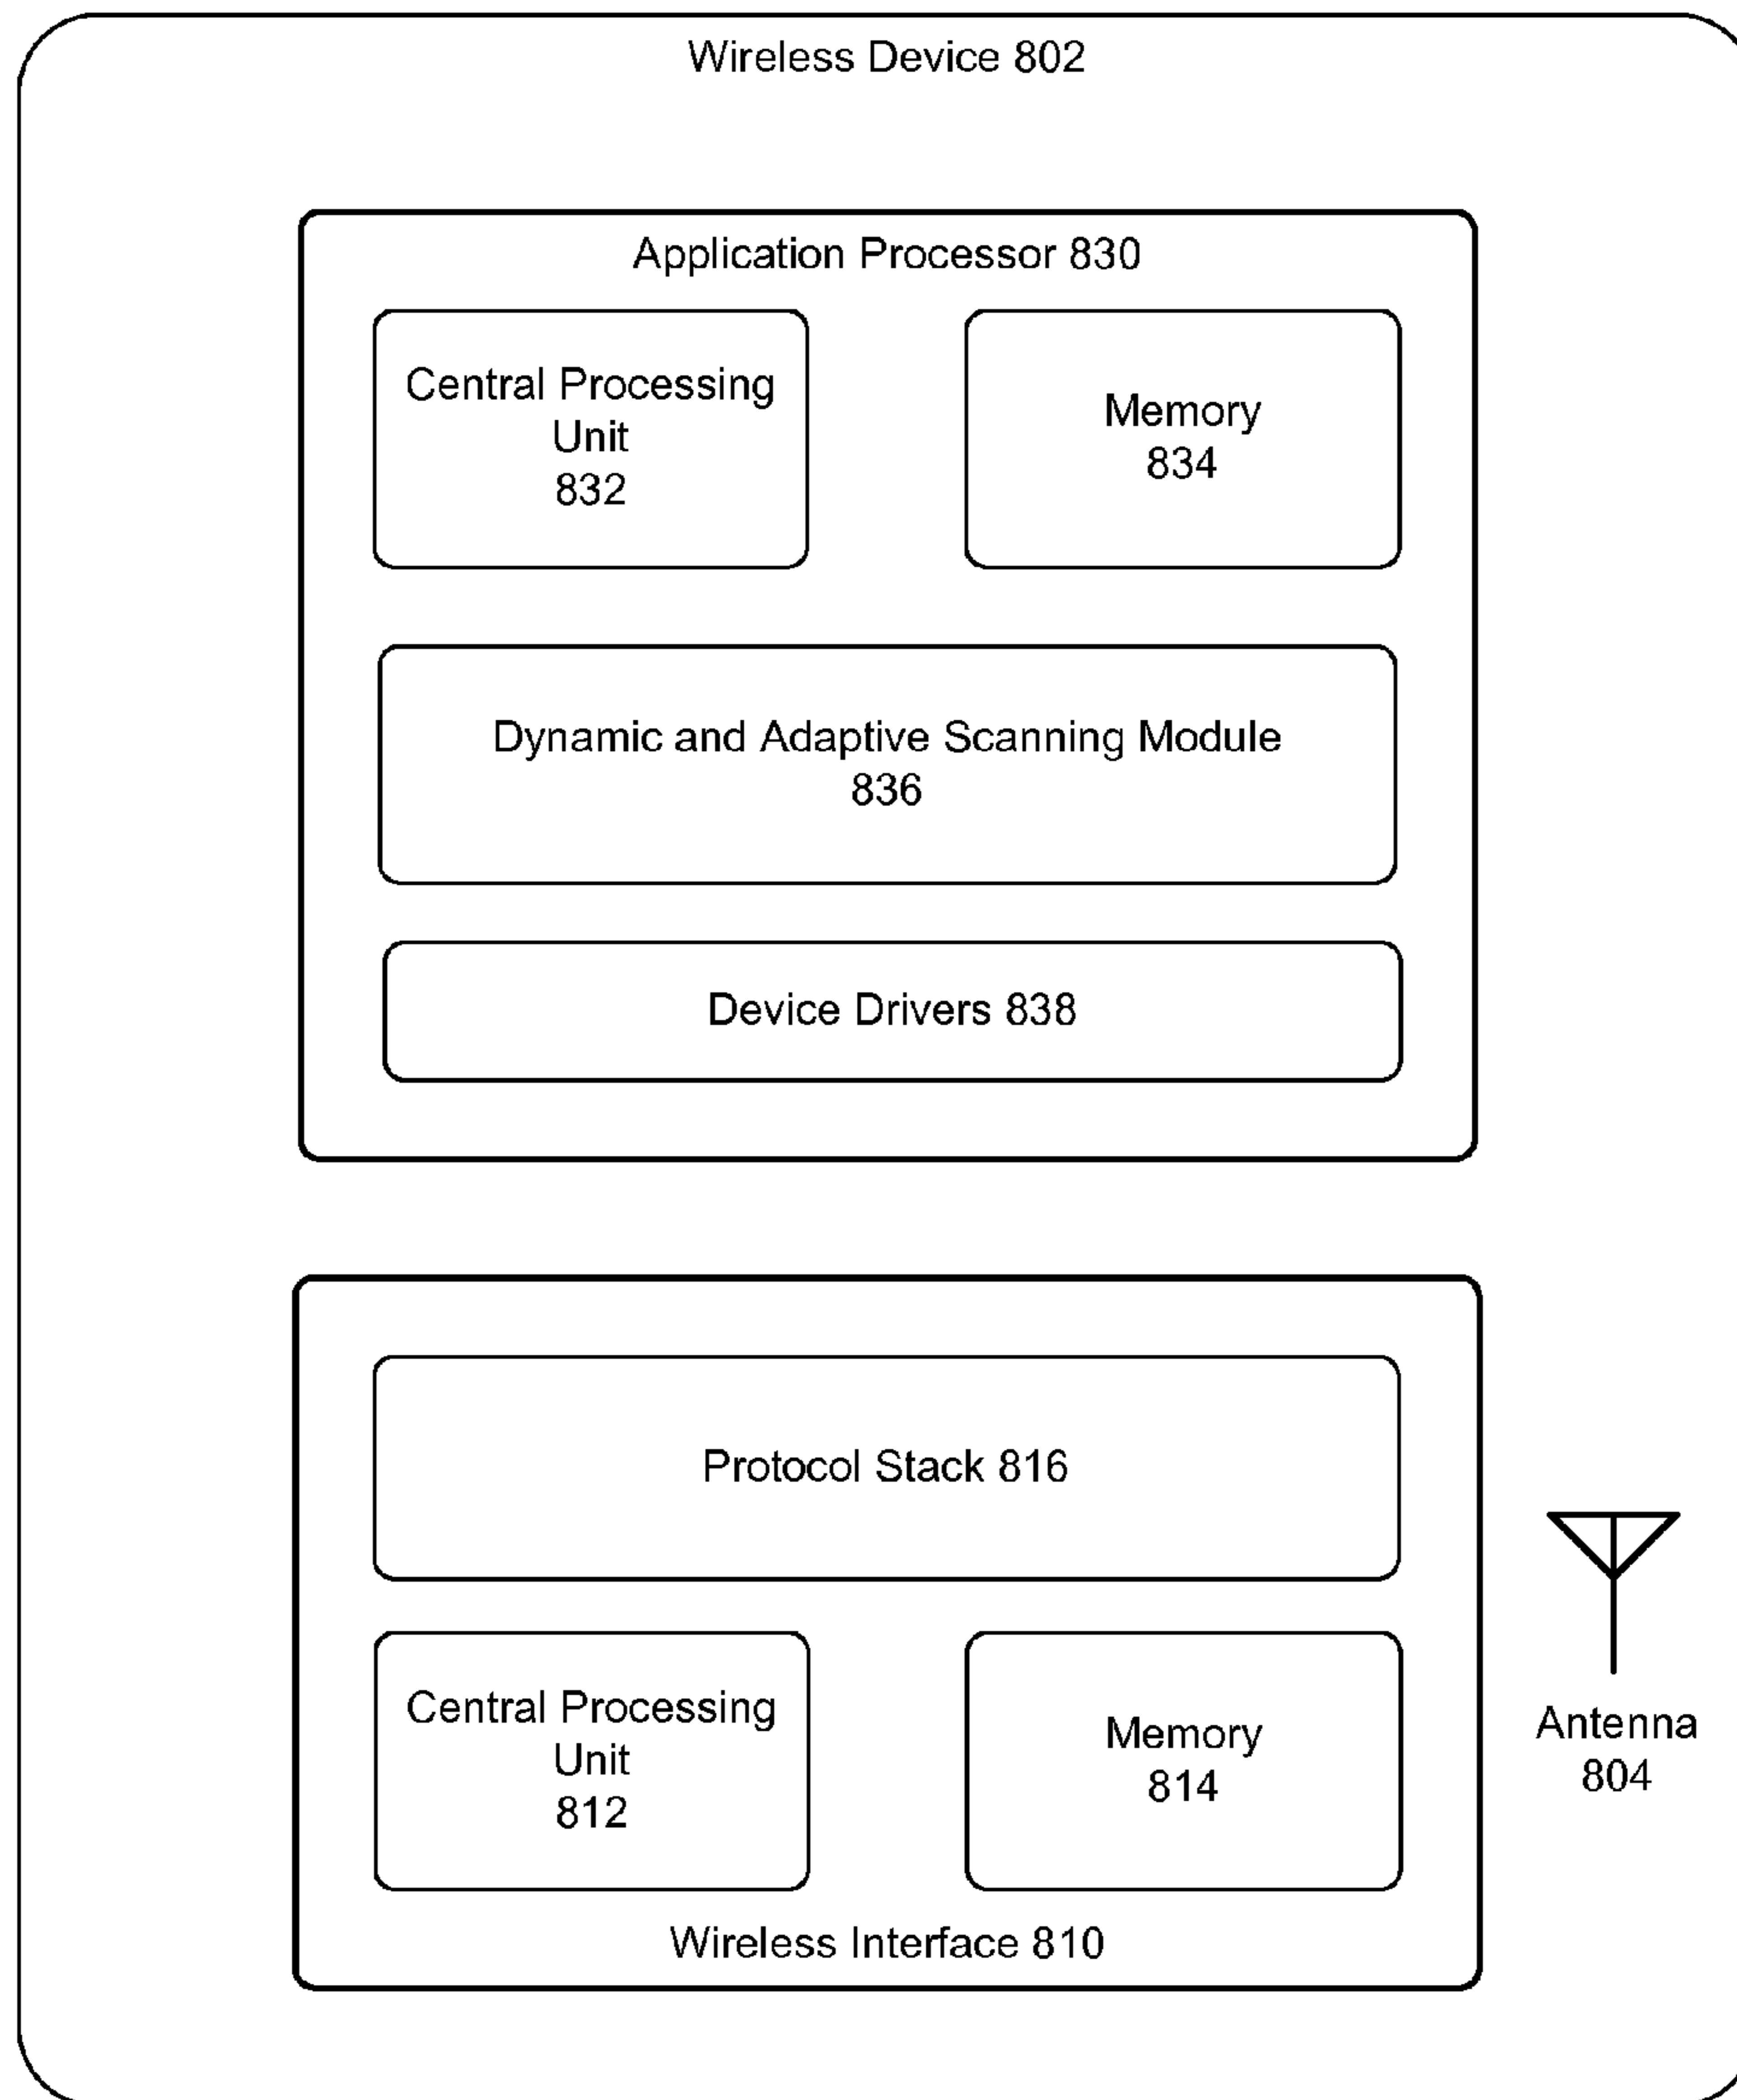 Wireless Device 802
Application Processor 830
Central Processing
Unit
832
Memory
834
Dynamic and Adaptive Scanning Module
836
Device Drivers 838
Protocol Stack 816
Central Processing
Unit
812
Memory
814
Antenna
804
Wireless Interface 810